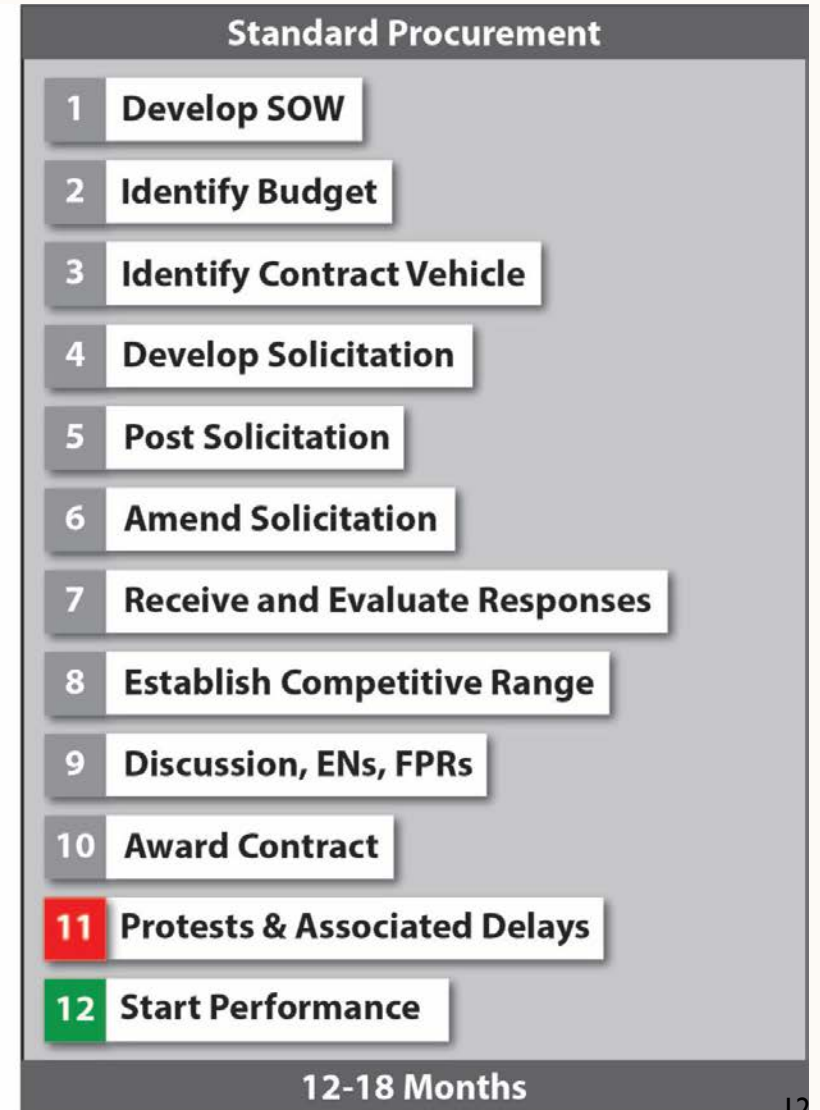 Standard Procurement
1 Develop SOW
2 Identify Budget
3 Identify Contract Vehicle
4 Develop Solicitation
5 Post Solicitation
6 Amend Solicitation
7 Receive and Evaluate Responses
8 Establish Competitive Range
9 Discussion, ENs, FPRs
10 Award Contract
11 Protests & Associated Delays
12 Start Performance
12-18 Months
12